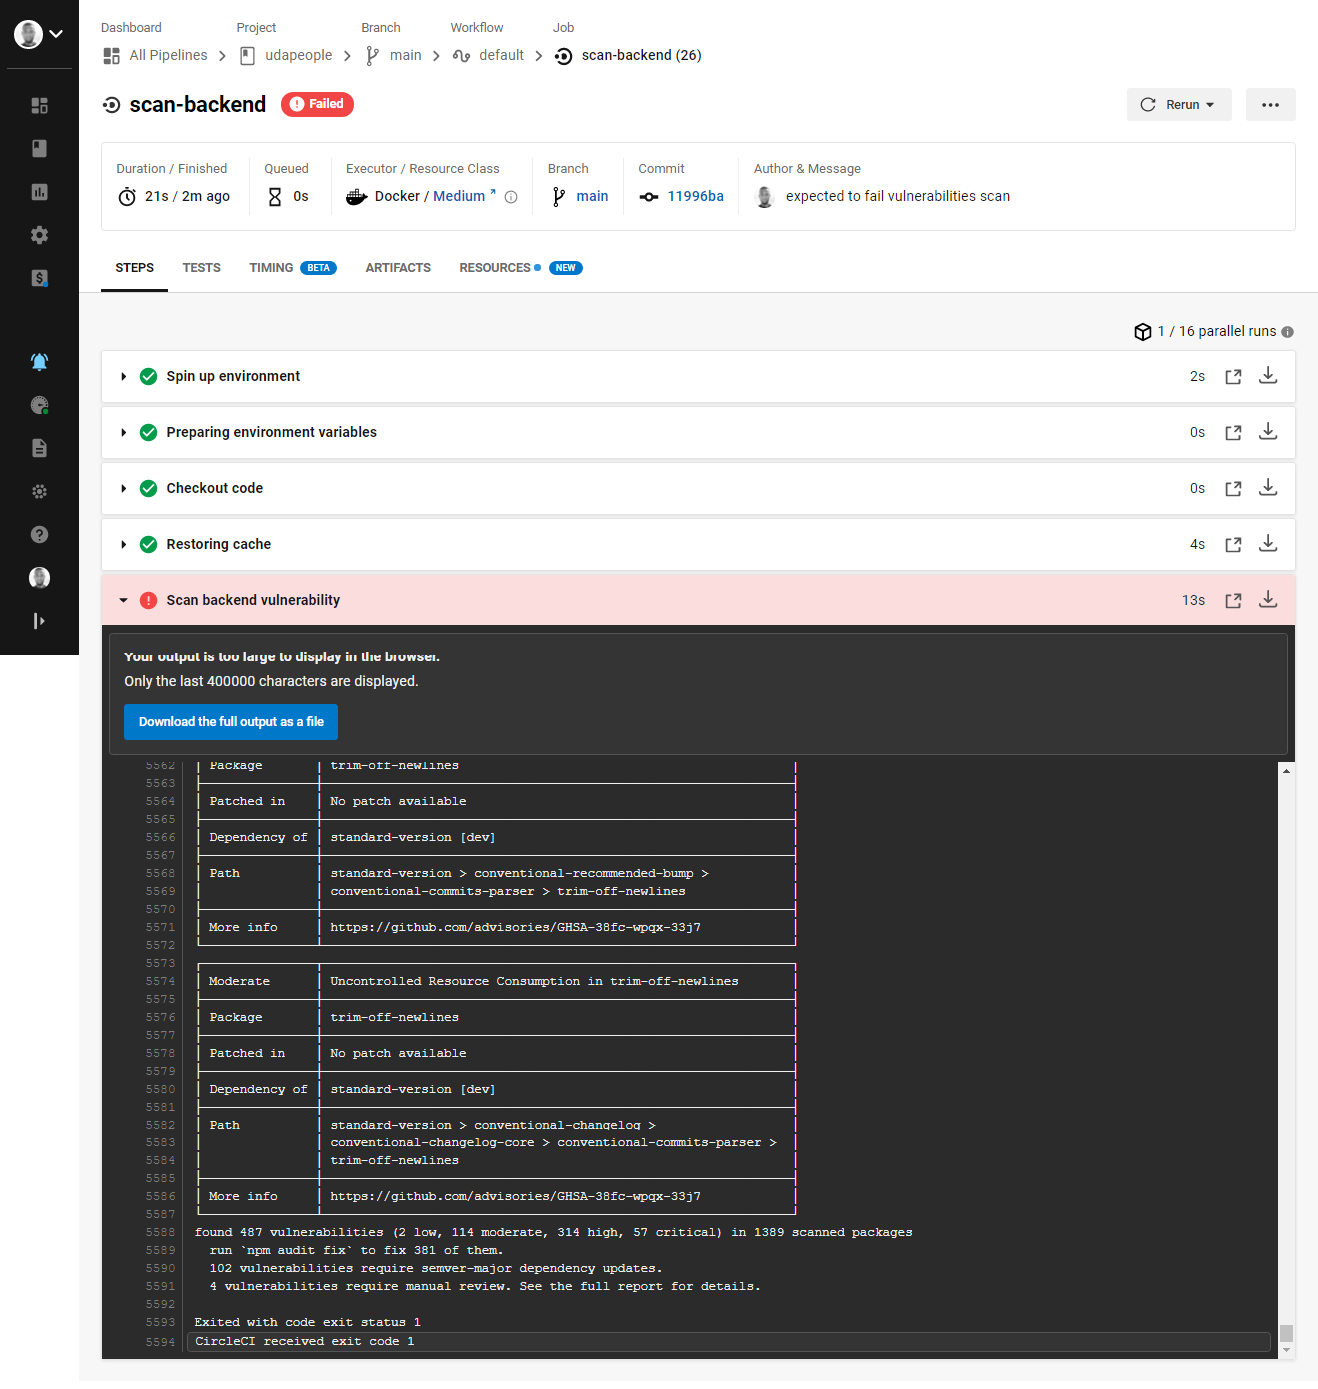 Dashboard Project Branch Workflow Job
All Pipelines udapeople main default scan-backend (26)
scan-backend Failed Rerun
Duration / Finished Queued Executor / Resource Class Branch Commit Author & Message
21s / 2m ago 0s Docker / Medium main 11996ba expected to fail vulnerabilities scan
STEPS TESTS TIMING BETA ARTIFACTS RESOURCES NEW
1 / 16 parallel runs
Spin up environment 2s
Preparing environment variables 0s
Checkout code 0s
Restoring cache 4s
Scan backend vulnerability 13s
Your output is too large to display in the browser.
Only the last 400000 characters are displayed.
Download the full output as a file
5562 Package trim-off-newlines
5563
5564 Patched in No patch available
5565
5566 Dependency of standard-version [dev]
5567
5568 Path standard-version > conventional-recommended-bump >
5569 conventional-commits-parser > trim-off-newlines
5570
5571 More info https://github.com/advisories/GHSA-38fc-wpqx-33j7
5572
5573
5574 Moderate Uncontrolled Resource Consumption in trim-off-newlines
5575
5576 Package trim-off-newlines
5577
5578 Patched in No patch available
5579
5580 Dependency of standard-version [dev]
5581
5582 Path standard-version > conventional-changelog >
5583 conventional-changelog-core > conventional-commits-parser >
5584 trim-off-newlines
5585
5586 More info https://github.com/advisories/GHSA-38fc-wpqx-33j7
5587
5588 found 487 vulnerabilities (2 low, 114 moderate, 314 high, 57 critical) in 1389 scanned packages
5589 run `npm audit fix` to fix 381 of them.
5590 102 vulnerabilities require semver-major dependency updates.
5591 4 vulnerabilities require manual review. See the full report for details.
5592
5593 Exited with code exit status 1
5594 CircleCI received exit code 1